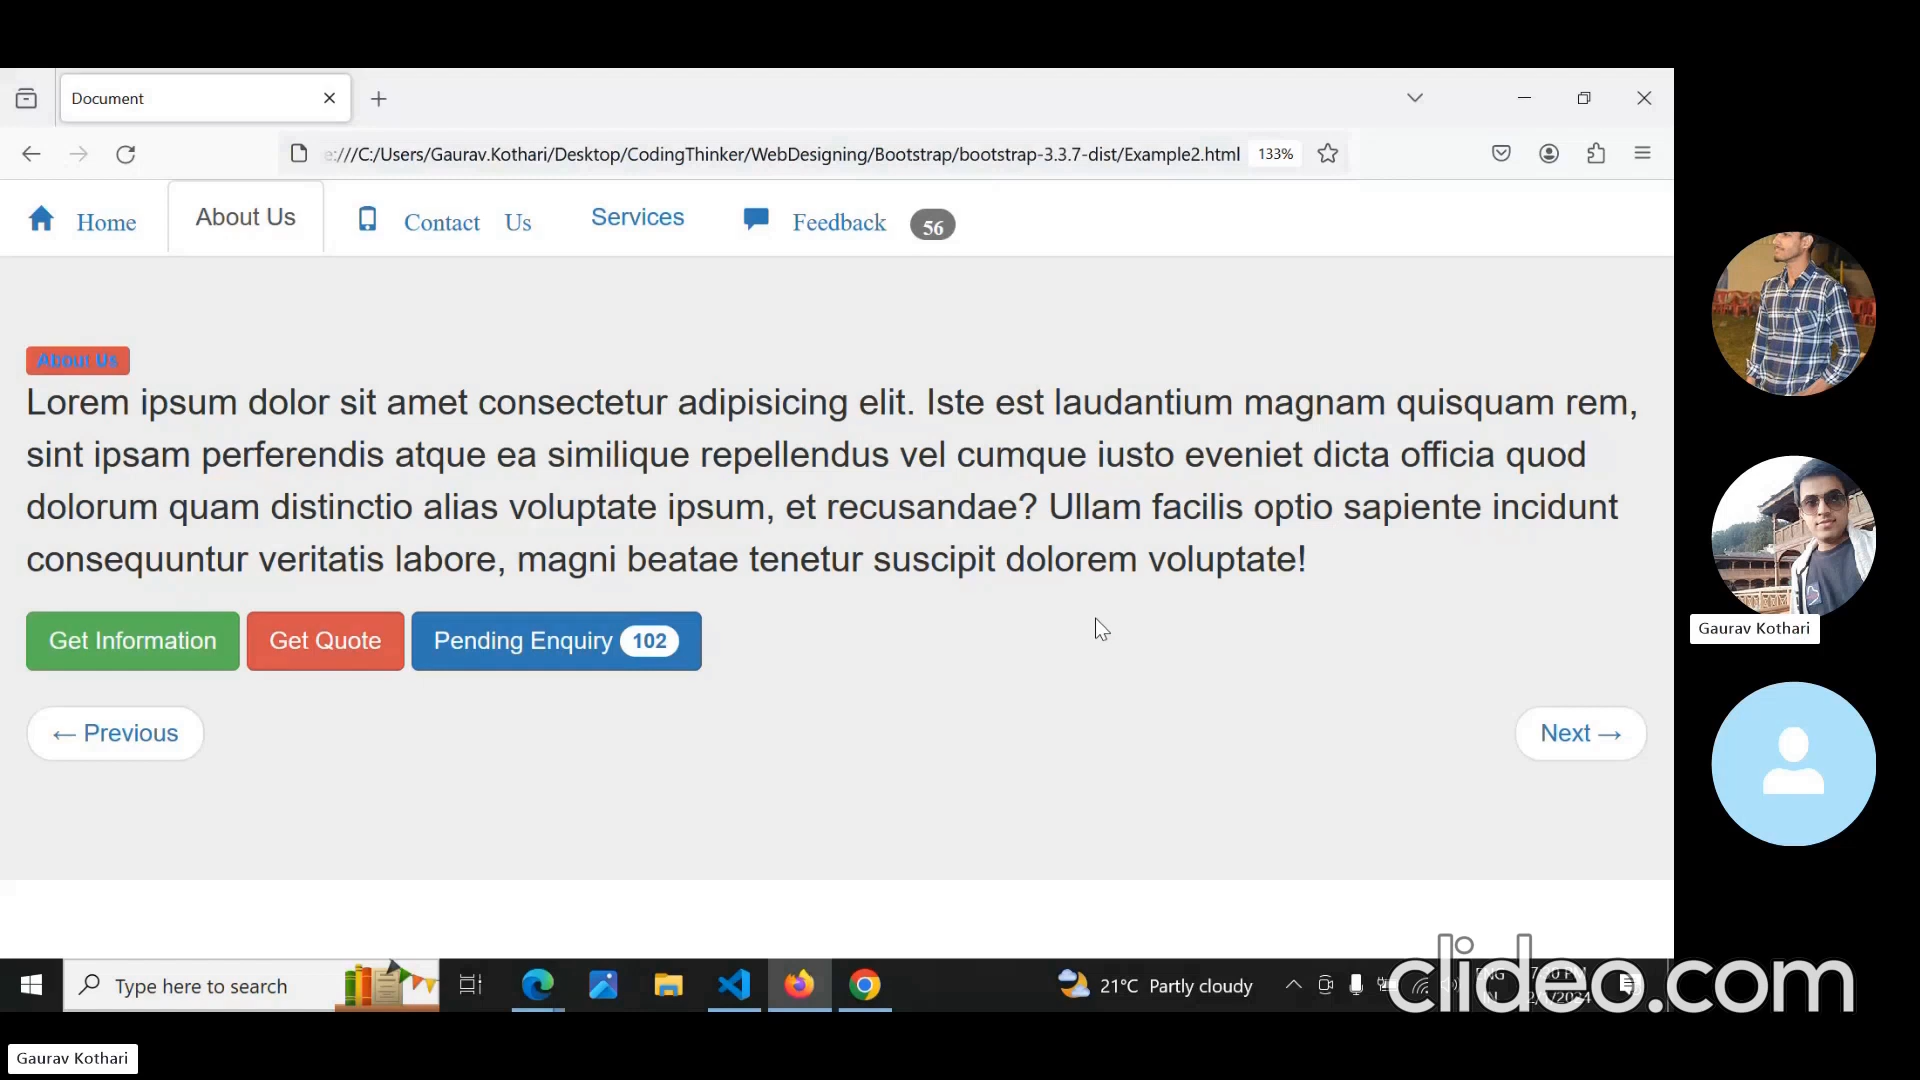 Document
e:///C:/Users/Gaurav.Kothari/Desktop/CodingThinker/WebDesigning/Bootstrap/bootstrap-3.3.7-dist/Example2.html 133%
Home About Us Contact Us Services Feedback 56
About Us
Lorem ipsum dolor sit amet consectetur adipisicing elit. Iste est laudantium magnam quisquam rem,
sint ipsam perferendis atque ea similique repellendus vel cumque iusto eveniet dicta officia quod
dolorum quam distinctio alias voluptate ipsum, et recusandae? Ullam facilis optio sapiente incidunt
consequuntur veritatis labore, magni beatae tenetur suscipit dolorem voluptate!
Get Information Get Quote Pending Enquiry 102
← Previous Next →
Gaurav Kothari
Type here to search 21°C Partly cloudy ENG
clideo.com
Gaurav Kothari